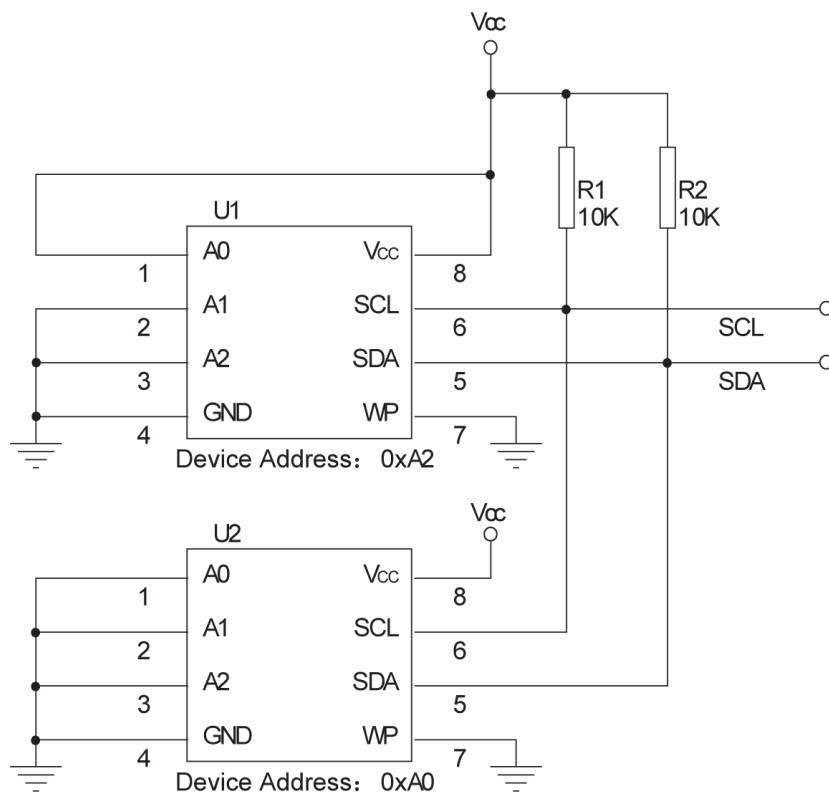 Vcc
R1
10K
R2
10K
U1
A0 Vcc
1 8
A1 SCL
2 6
SCL
A2 SDA
3 5
SDA
GND WP
4 7
Device Address: 0xA2
Vcc
U2
A0 Vcc
1 8
A1 SCL
2 6
A2 SDA
3 5
GND WP
4 7
Device Address: 0xA0